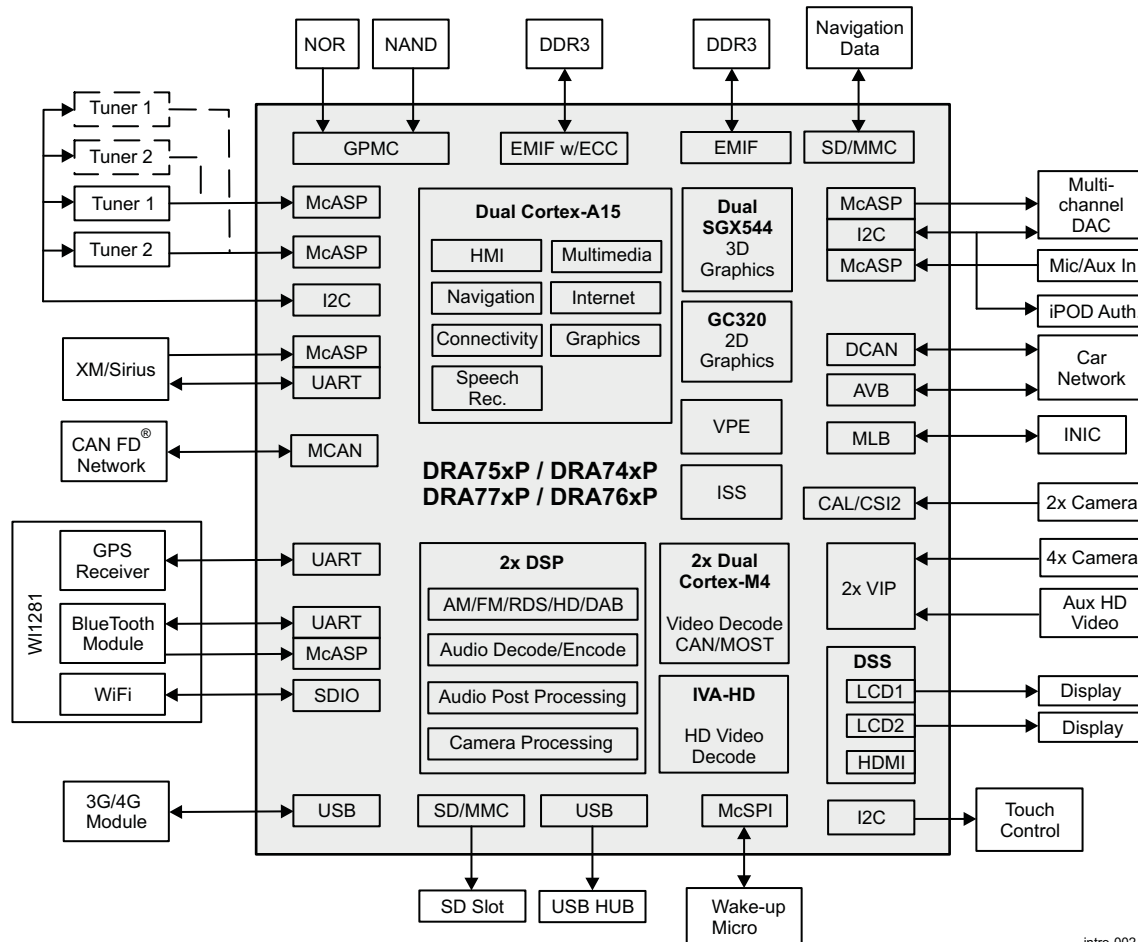 NOR
NAND
DDR3
DDR3
Navigation
Data
Tuner 1
Tuner 2
Tuner 1
Tuner 2
GPMC
EMIF w/ECC
EMIF
SD/MMC
McASP
McASP
I2C
McASP
UART
MCAN
XM/Sirius
CAN FD®
Network
Dual Cortex-A15
HMI
Multimedia
Navigation
Internet
Connectivity
Graphics
Speech
Rec.
Dual
SGX544
3D
Graphics
GC320
2D
Graphics
VPE
ISS
McASP
I2C
McASP
DCAN
AVB
MLB
CAL/CSI2
Multi-
channel
DAC
Mic/Aux In
iPOD Auth.
Car
Network
INIC
2x Camera
4x Camera
Aux HD
Video
DRA75xP / DRA74xP
DRA77xP / DRA76xP
WI1281
GPS
Receiver
BlueTooth
Module
WiFi
UART
UART
McASP
SDIO
2x DSP
AM/FM/RDS/HD/DAB
Audio Decode/Encode
Audio Post Processing
Camera Processing
2x Dual
Cortex-M4
Video Decode
CAN/MOST
IVA-HD
HD Video
Decode
2x VIP
DSS
LCD1
LCD2
HDMI
Display
Display
3G/4G
Module
USB
SD/MMC
USB
McSPI
I2C
Touch
Control
SD Slot
USB HUB
Wake-up
Micro